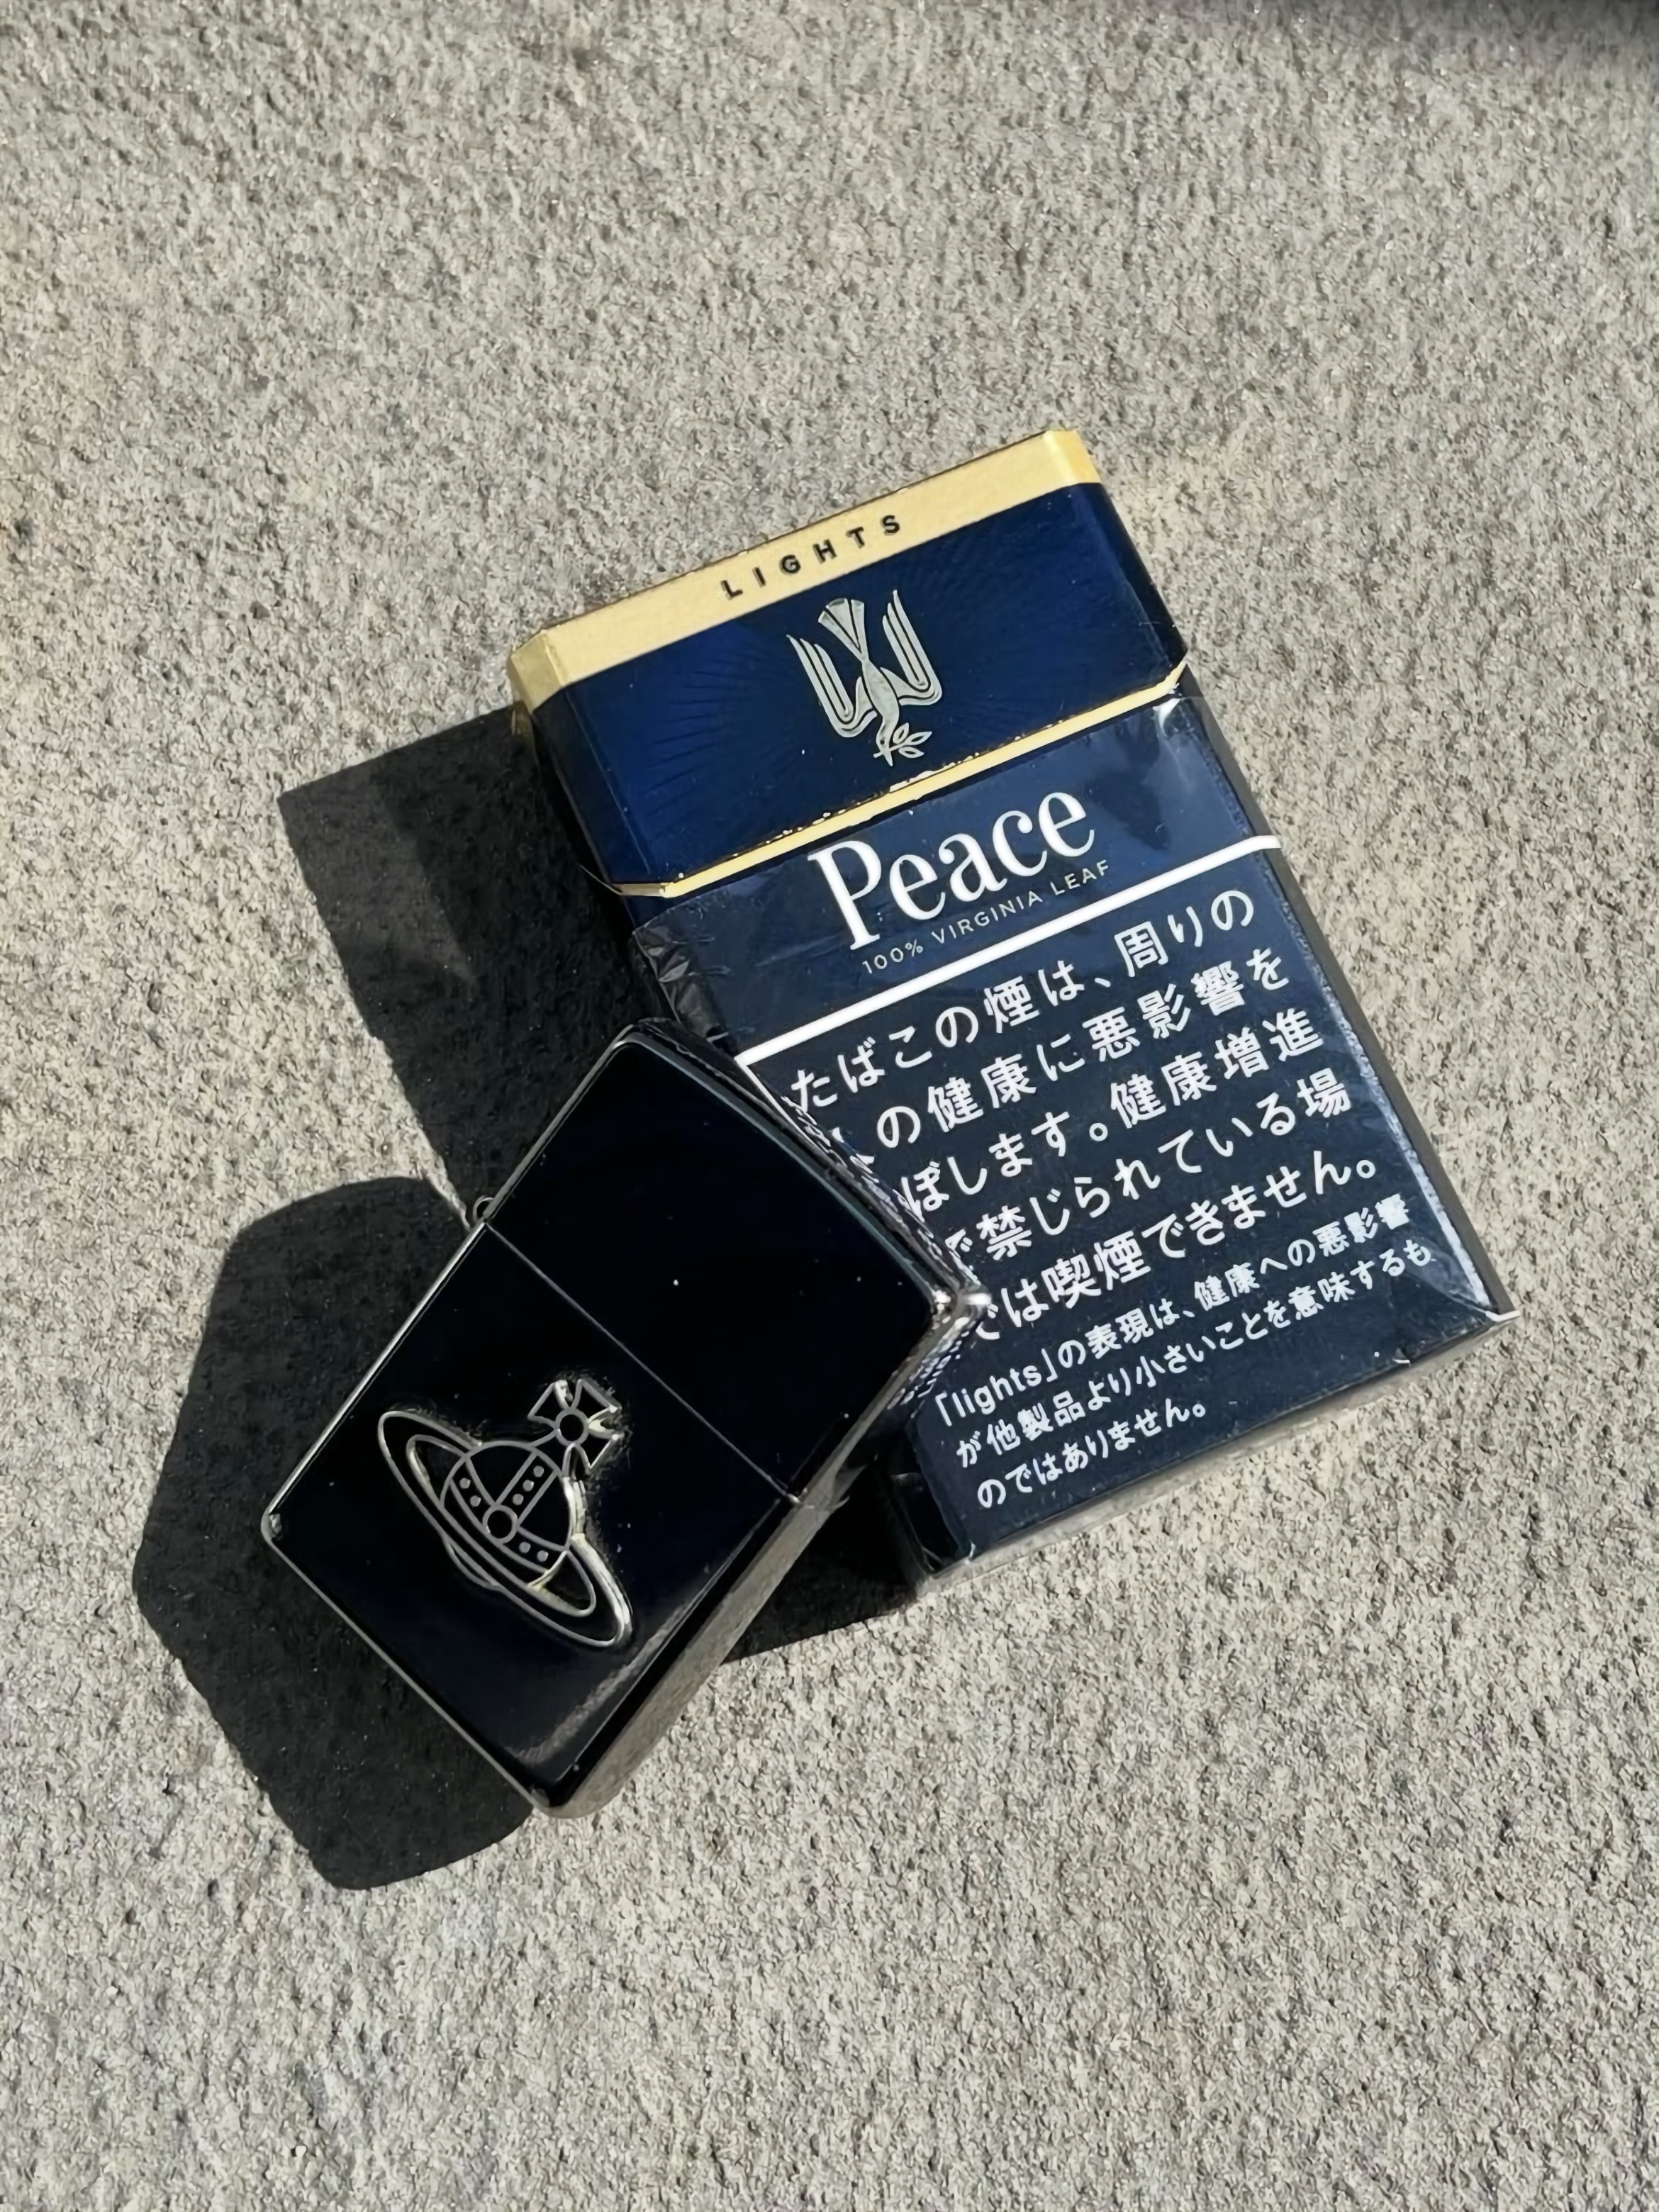 LIGHTS
Peace
100% VIRGINIA LEAF
たばこの煙は、周りの
の健康に悪影響を
ぼします。健康増進
で禁じられている場
では喫煙できません。
「lights」の表現は、健康への悪影響
が他製品より小さいことを意味するも
のではありません。